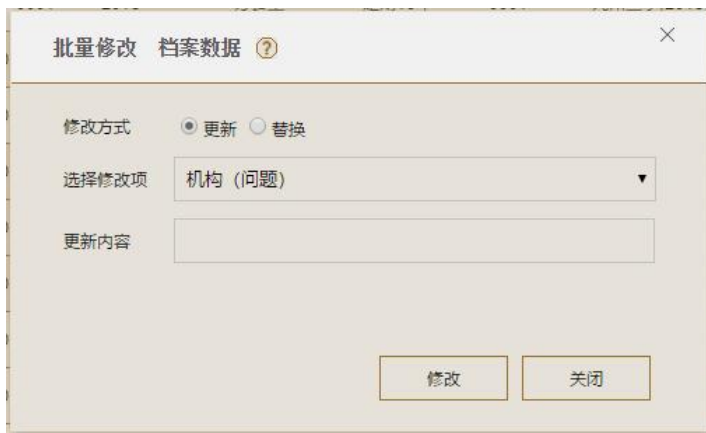 批量修改 档案数据 ?
修改方式 更新 替换
选择修改项 机构（问题）
更新内容
修改 关闭